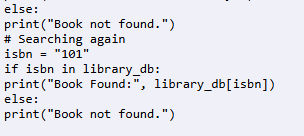 else:
print("Book not found.")
# Searching again
isbn = "101"
if isbn in library_db:
print("Book Found:", library_db[isbn])
else:
print("Book not found.")